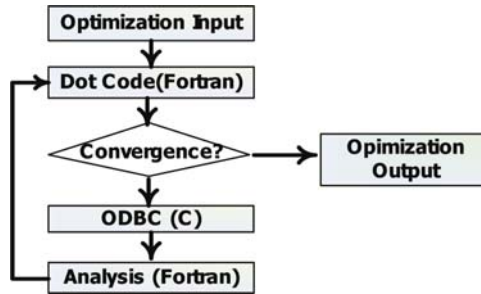 Optimization Input
Dot Code(Fortran)
Convergence?
Opimization
Output
ODBC (C)
Analysis (Fortran)